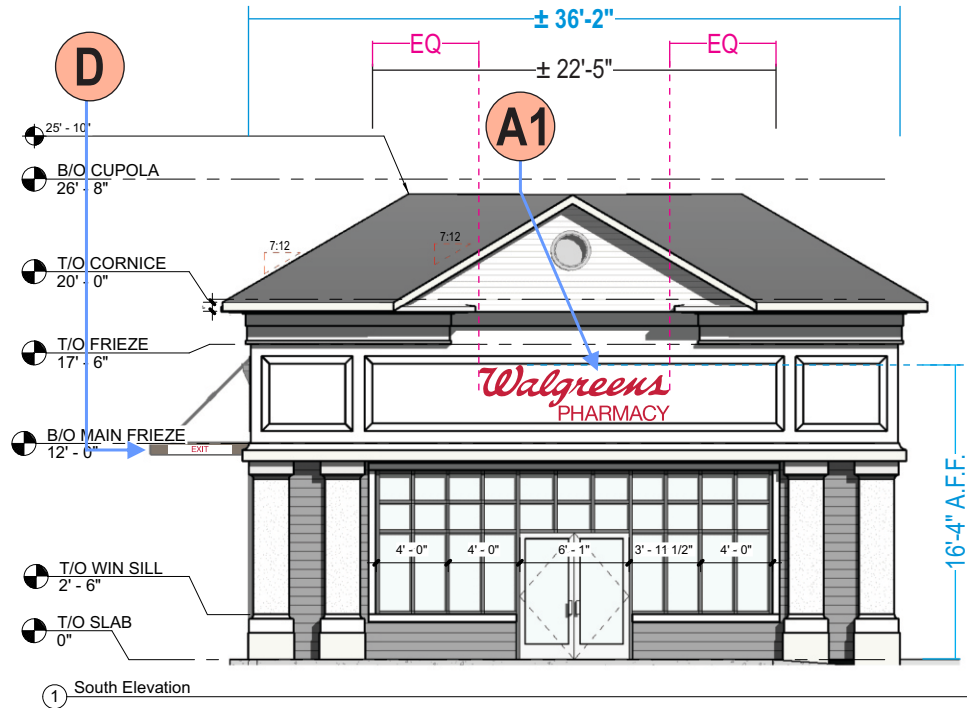 ± 36'-2"
EQ
EQ
± 22'-5"
D
A1
25' - 10"
B/O CUPOLA
26' - 8"
7:12
7:12
T/O CORNICE
20' - 0"
T/O FRIEZE
17' - 6"
Walgreens
PHARMACY
B/O MAIN FRIEZE
12' - 0"
EXIT
16'-4" A.F.F.
4' - 0"
4' - 0"
6' - 1"
3' - 11 1/2"
4' - 0"
T/O WIN SILL
2' - 6"
T/O SLAB
0"
1
South Elevation